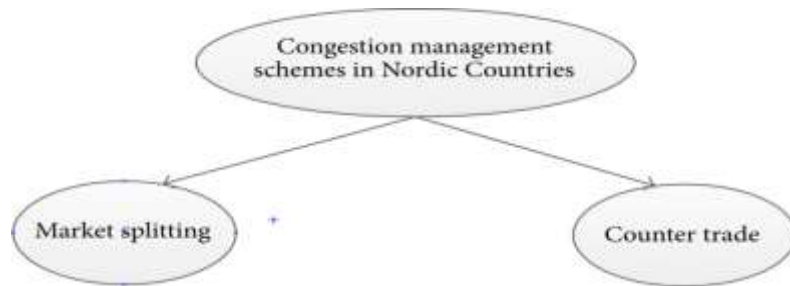 Congestion management
schemes in Nordic Countries
Market splitting
Counter trade